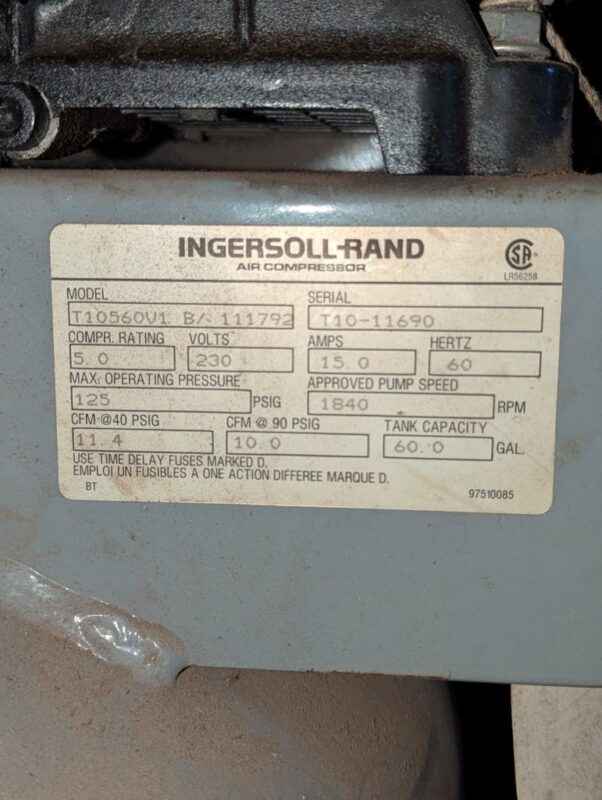 INGERSOLL-RAND
AIR COMPRESSOR
SA
LR56258
MODEL SERIAL
T10560V1 B/ 111792 T10-11690
COMPR. RATING VOLTS AMPS HERTZ
5.0 230 15.0 60
MAX. OPERATING PRESSURE APPROVED PUMP SPEED
125 PSIG 1840 RPM
CFM @40 PSIG CFM @ 90 PSIG TANK CAPACITY
11.4 10.0 60.0 GAL.
USE TIME DELAY FUSES MARKED D.
EMPLOI UN FUSIBLES A ONE ACTION DIFFEREE MARQUE D.
BT 97510085